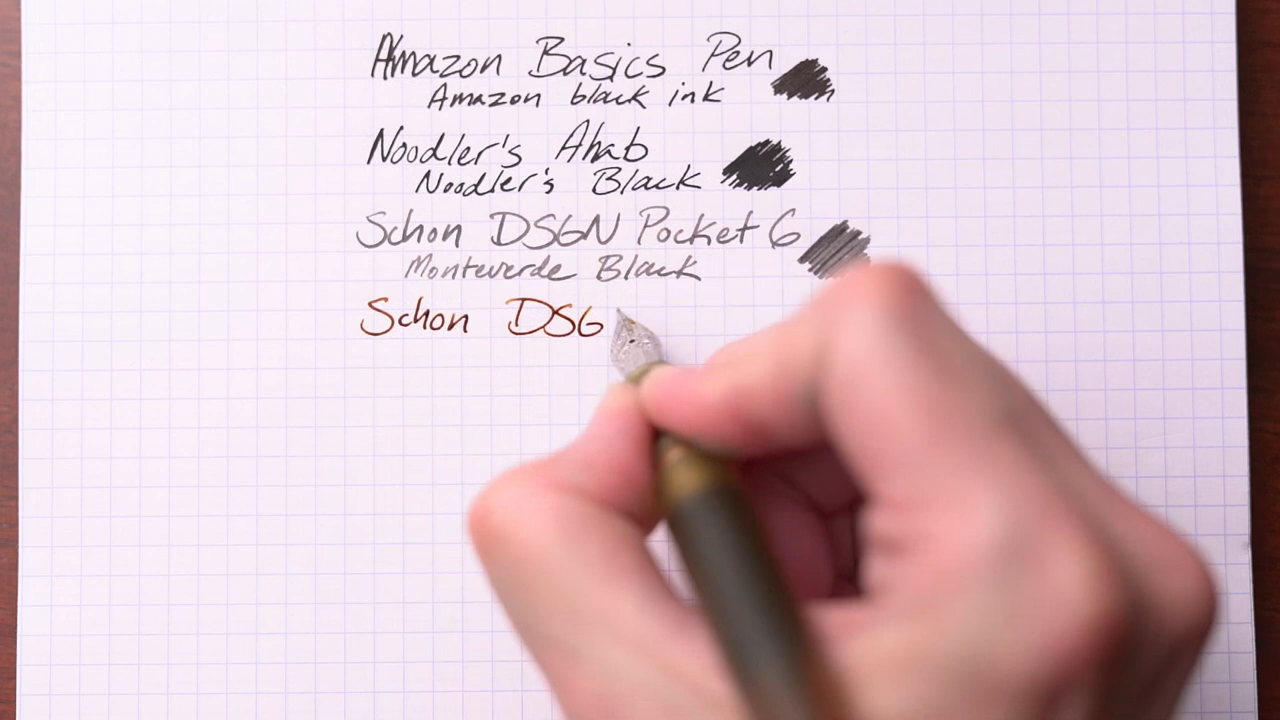 Amazon Basics Pen
Amazon black ink
Noodler's Ahab
Noodler's Black
Schon DSGN Pocket 6
Monteverde Black
Schon DSG